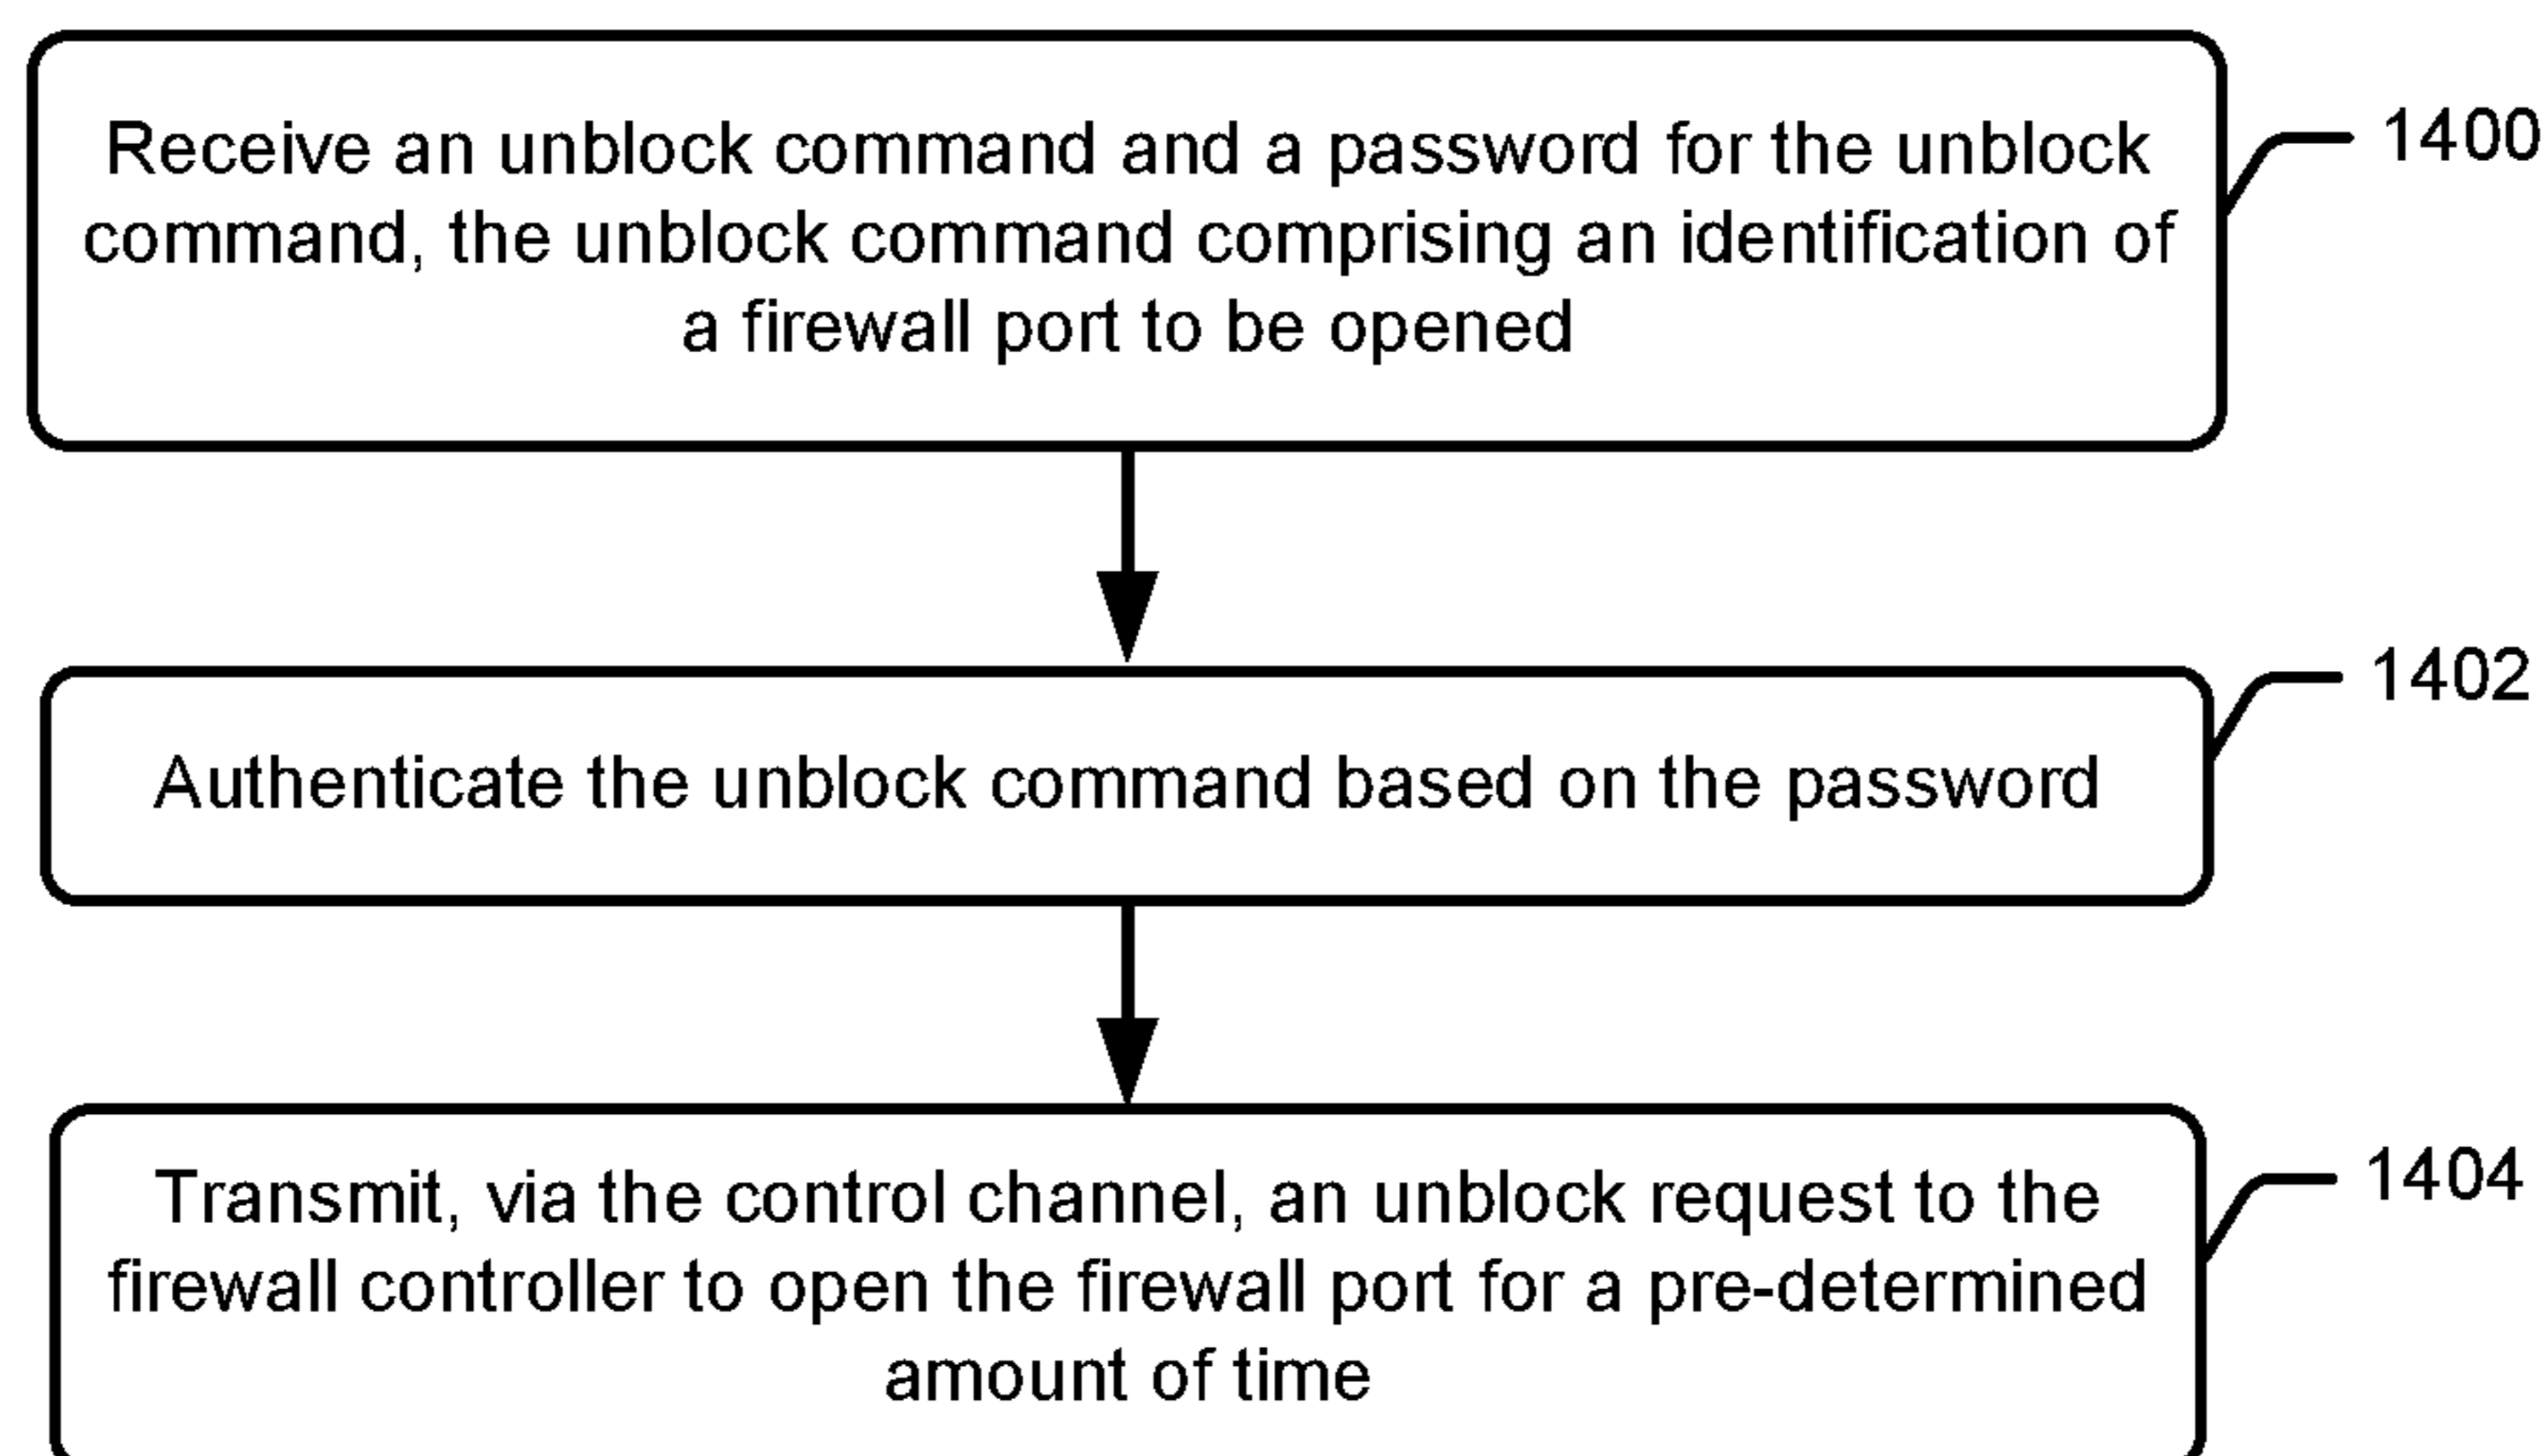 Receive an unblock command and a password for the unblock
command, the unblock command comprising an identification of
a firewall port to be opened
1400
Authenticate the unblock command based on the password
1402
Transmit, via the control channel, an unblock request to the
firewall controller to open the firewall port for a pre-determined
amount of time
1404